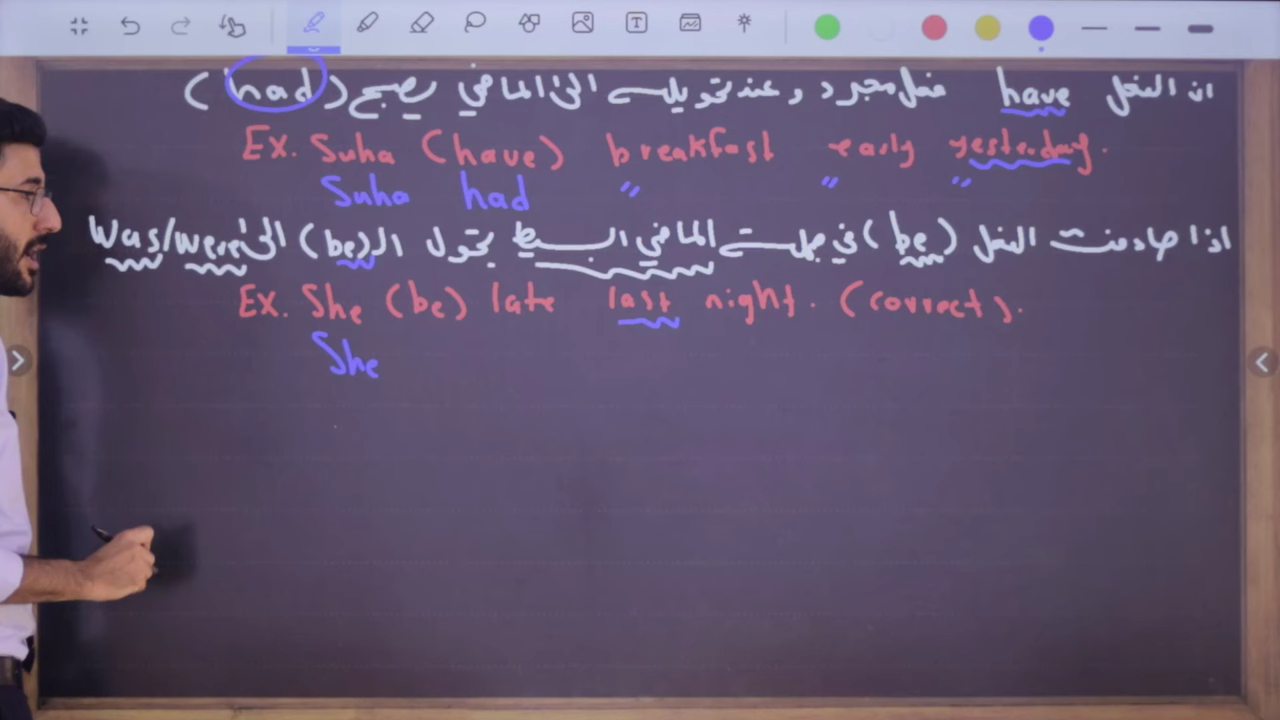 ان الفعل have فعل مجرد وعند تحويله الى الماضي يصبح (had)
Ex. Suha (have) breakfast early yesterday.
Suha had " " "
اذا صادفت الفعل (be) في جملة الماضي البسيط تحول الـ(be) الى was/were
Ex. She (be) late last night. (correct).
She